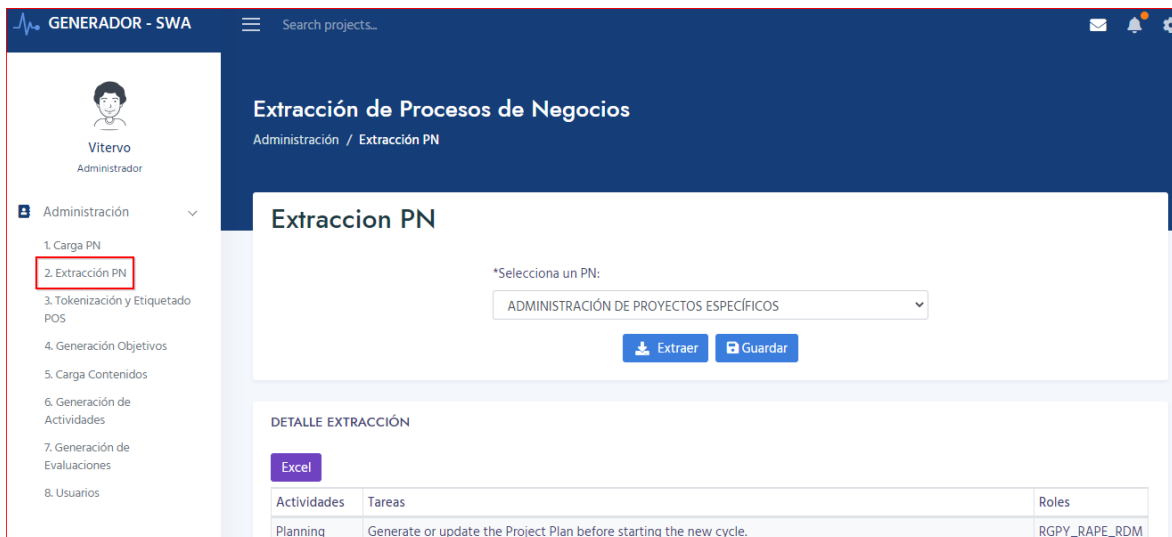 GENERADOR - SWA
Search projects...
Vitervo
Administrador
Administración
1. Carga PN
2. Extracción PN
3. Tokenización y Etiquetado
POS
4. Generación Objetivos
5. Carga Contenidos
6. Generación de
Actividades
7. Generación de
Evaluaciones
8. Usuarios
Extracción de Procesos de Negocios
Administración / Extracción PN
Extraccion PN
*Selecciona un PN:
ADMINISTRACIÓN DE PROYECTOS ESPECÍFICOS
Extraer Guardar
DETALLE EXTRACCIÓN
Excel
Actividades Tareas Roles
Planning Generate or update the Project Plan before starting the new cycle. RGPY_RAPE_RDM